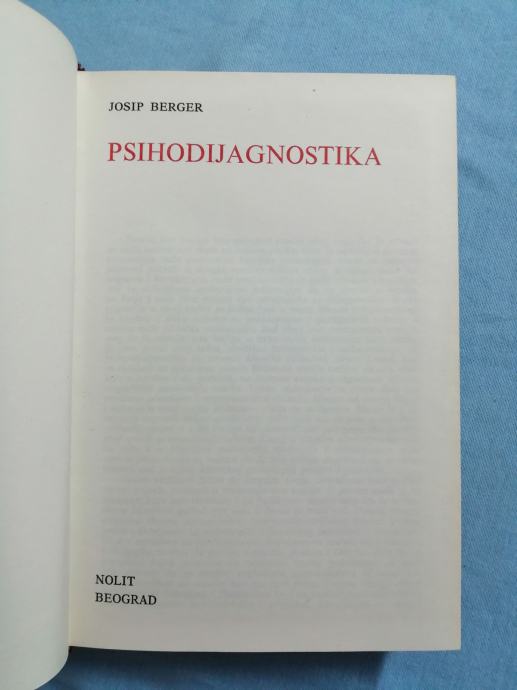 JOSIP BERGER
PSIHODIJAGNOSTIKA
NOLIT
BEOGRAD